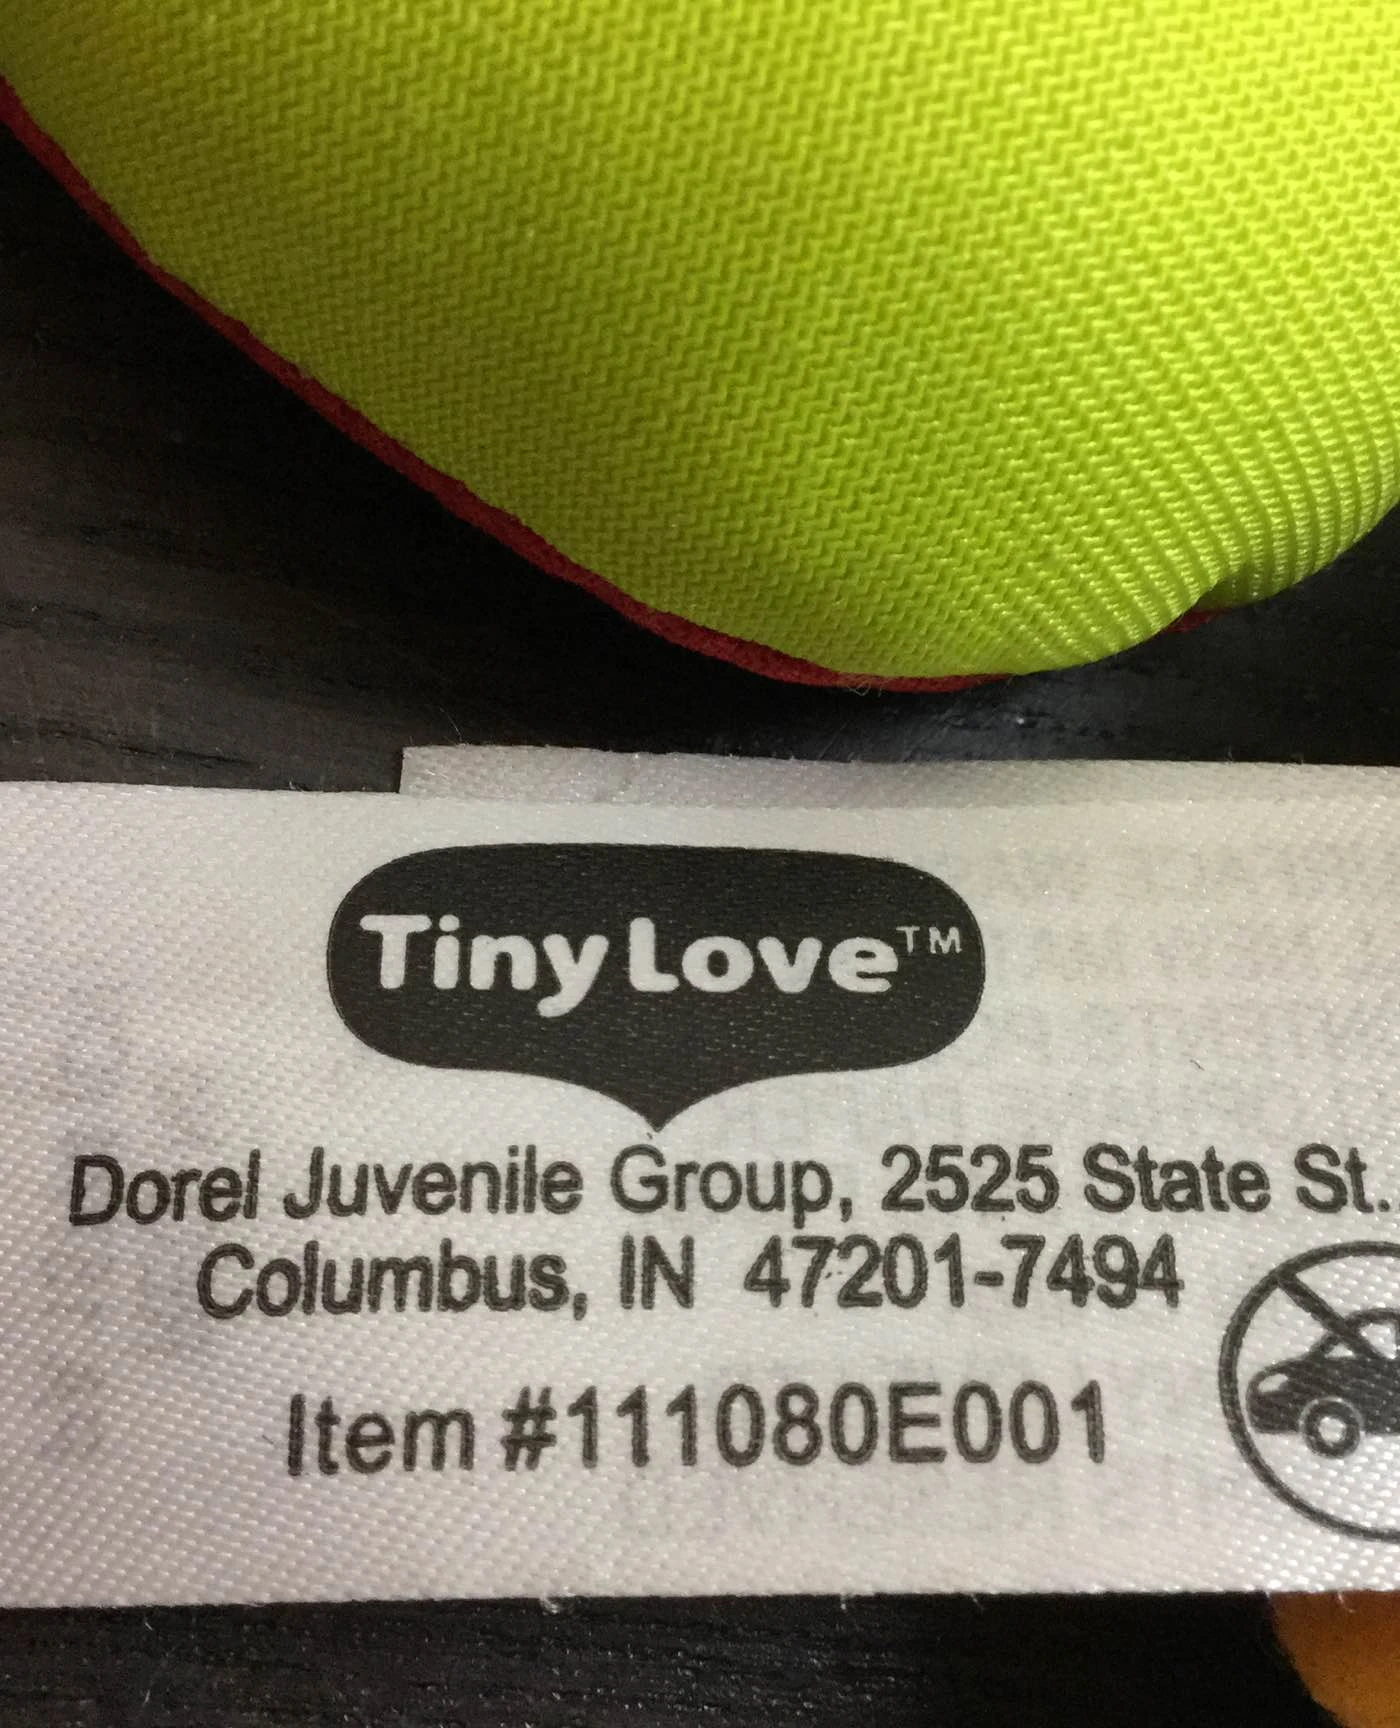 Tiny Love™
Dorel Juvenile Group, 2525 State St.,
Columbus, IN 47201-7494
Item #111080E001